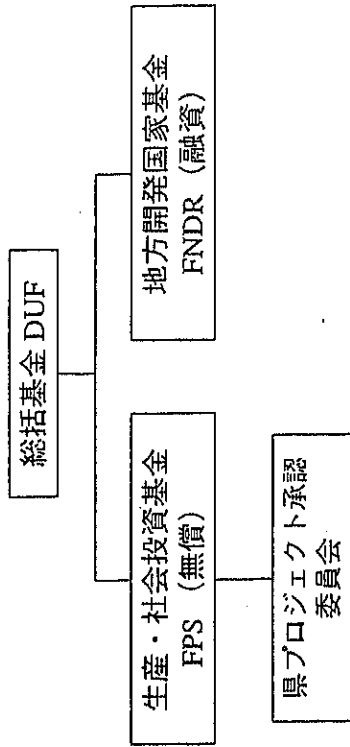 総括基金 DUF
生産・社会投資基金
FPS（無償）
地方開発国家基金
FNDR（融資）
県プロジェクト承認
委員会